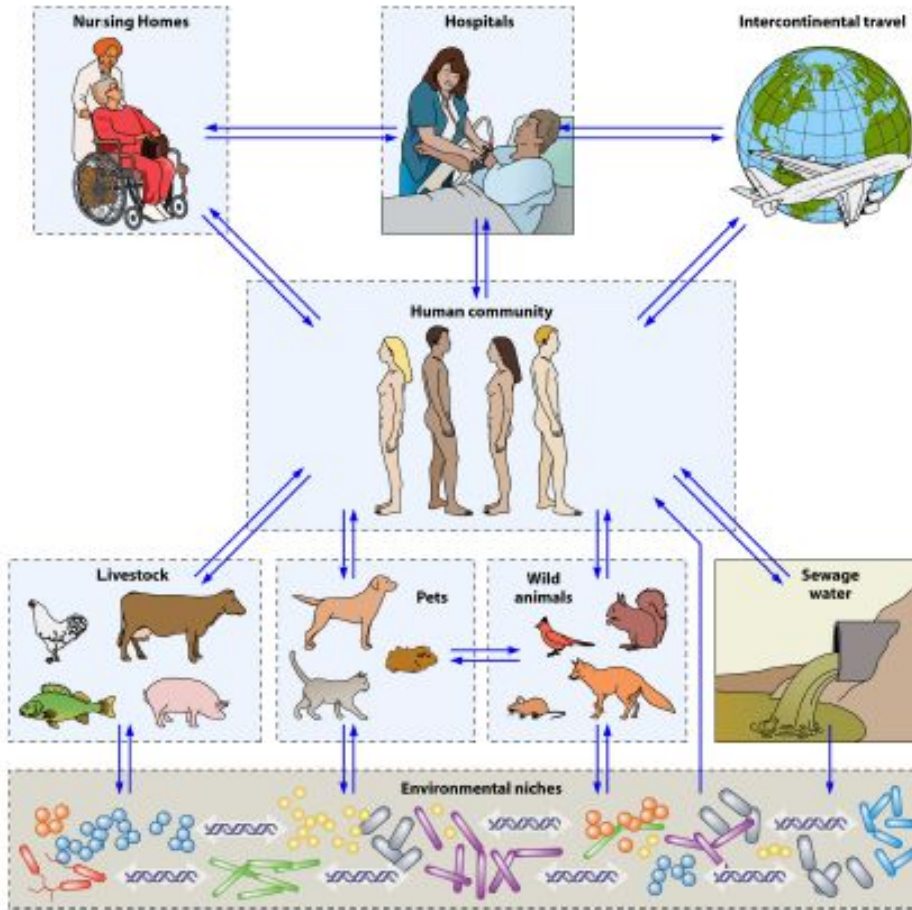 Nursing Homes
Hospitals
Intercontinental travel
Human community
Livestock
Pets
Wild
animals
Sewage
water
Environmental niches